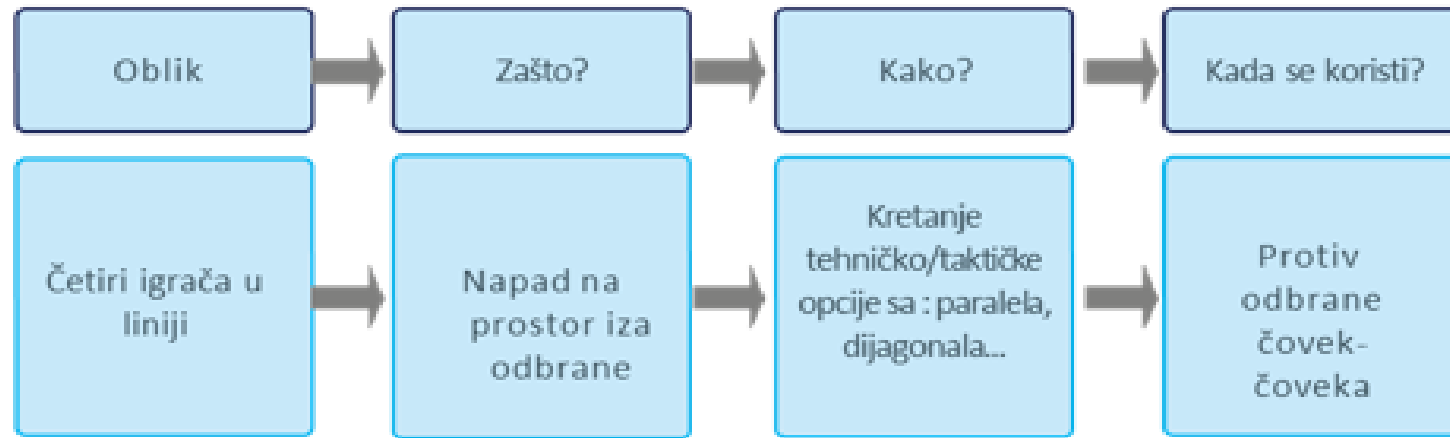 Oblik
Zašto?
Kako?
Kada se koristi?
Četiri igrača u
liniji
Napad na
prostor iza
odbrane
Kretanje
tehničko/taktičke
opcije sa : paralela,
dijagonala...
Protiv
odbrane
čovek-
čoveka